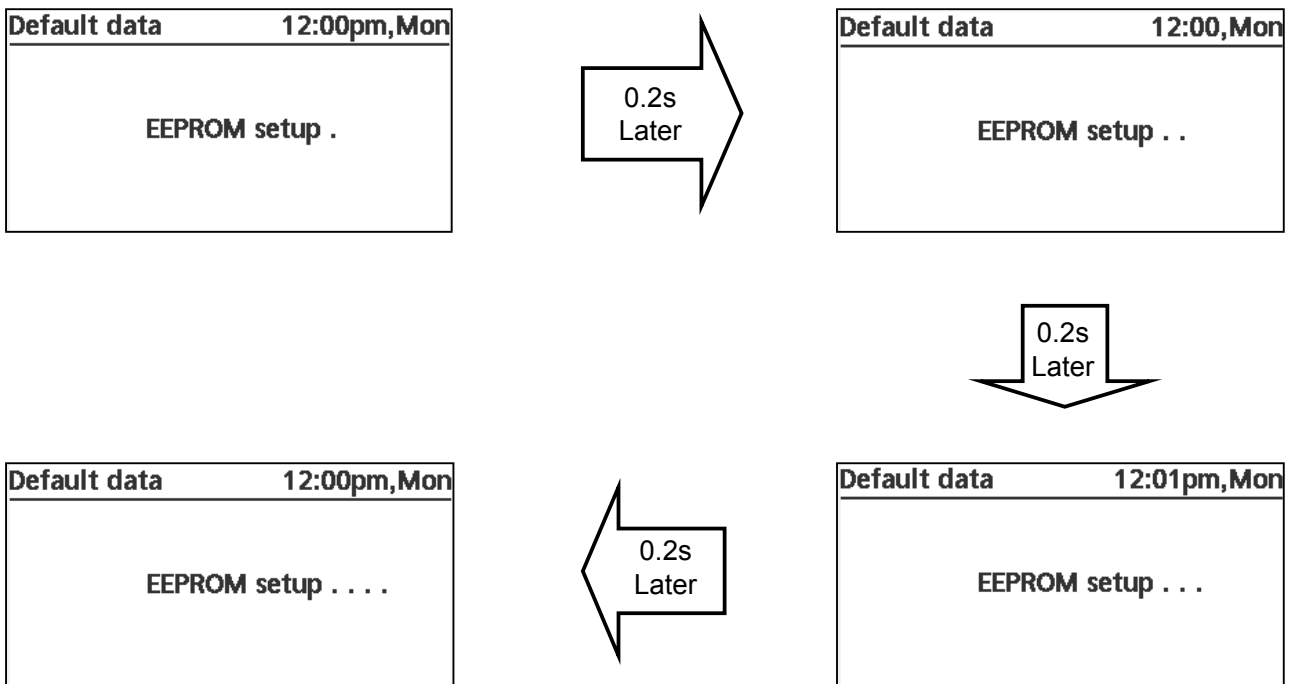 Default data 12:00pm,Mon
EEPROM setup .
0.2s
Later
Default data 12:00,Mon
EEPROM setup . .
0.2s
Later
Default data 12:01pm,Mon
EEPROM setup . . .
0.2s
Later
Default data 12:00pm,Mon
EEPROM setup . . . .